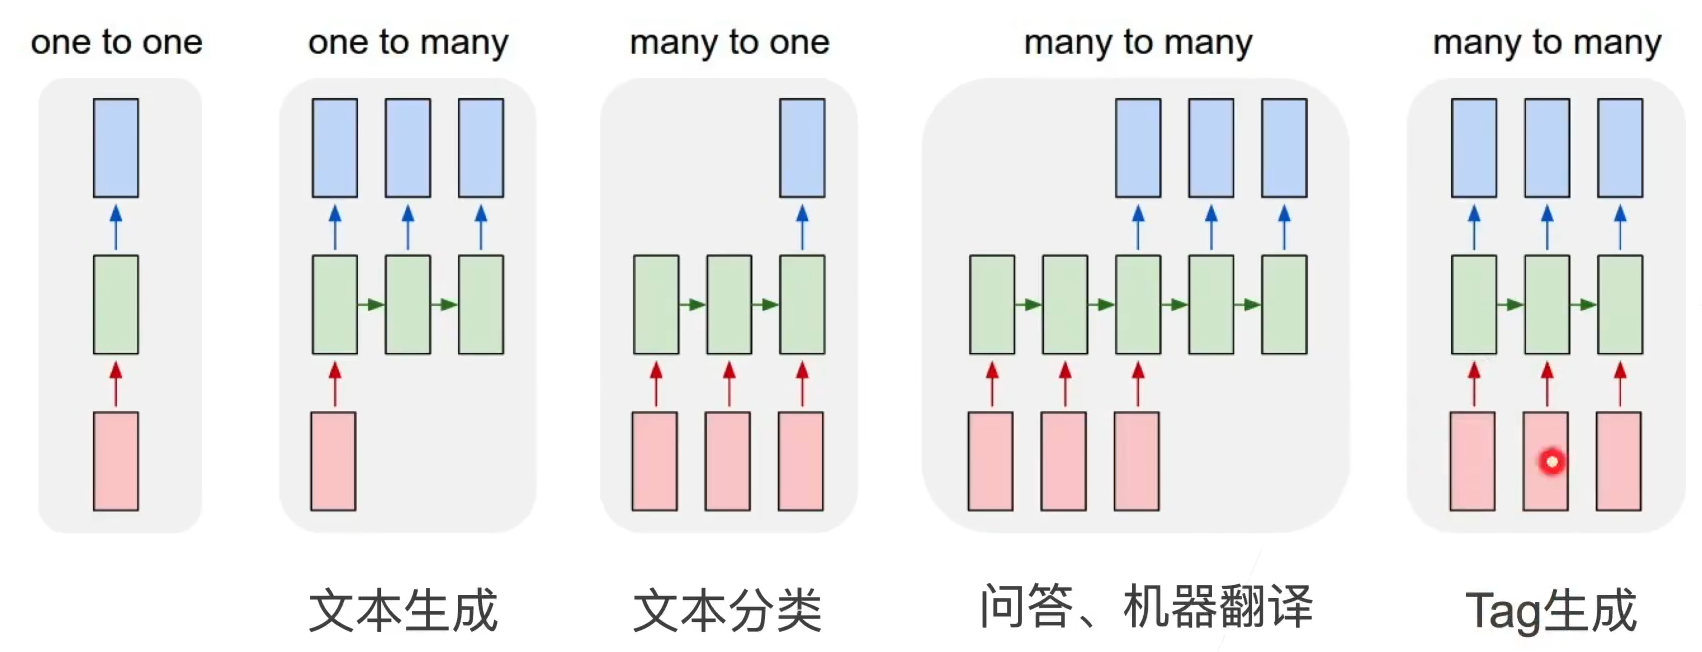 one to one
one to many
many to one
many to many
many to many
文本生成
文本分类
问答、机器翻译
Tag生成